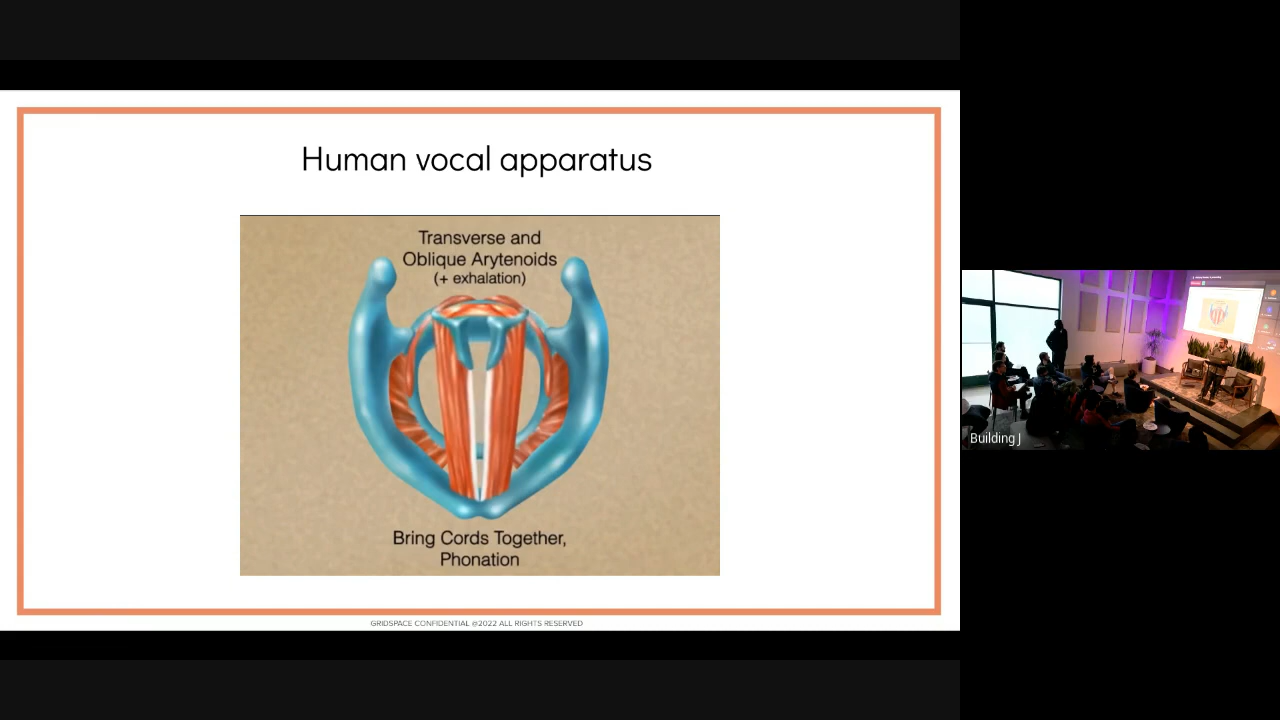 Human vocal apparatus
Transverse and
Oblique Arytenoids
(+ exhalation)
Bring Cords Together,
Phonation
GRIDSPACE CONFIDENTIAL @2022 ALL RIGHTS RESERVED
Building J